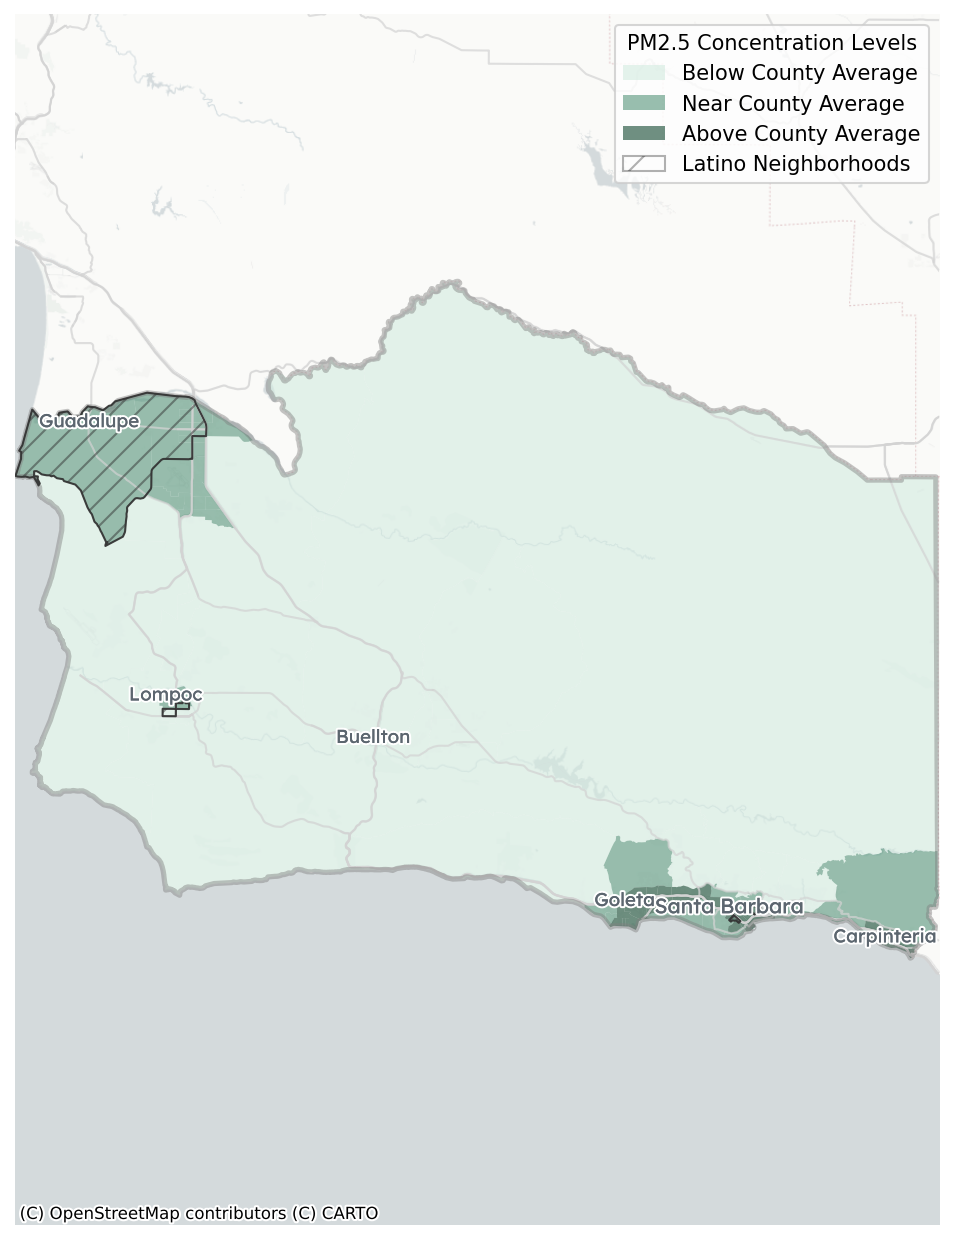 PM2.5 Concentration Levels
Below County Average
Near County Average
Above County Average
Latino Neighborhoods
Guadalupe
Lompoc
Buellton
Goleta
Santa Barbara
Carpinteria
(C) OpenStreetMap contributors (C) CARTO